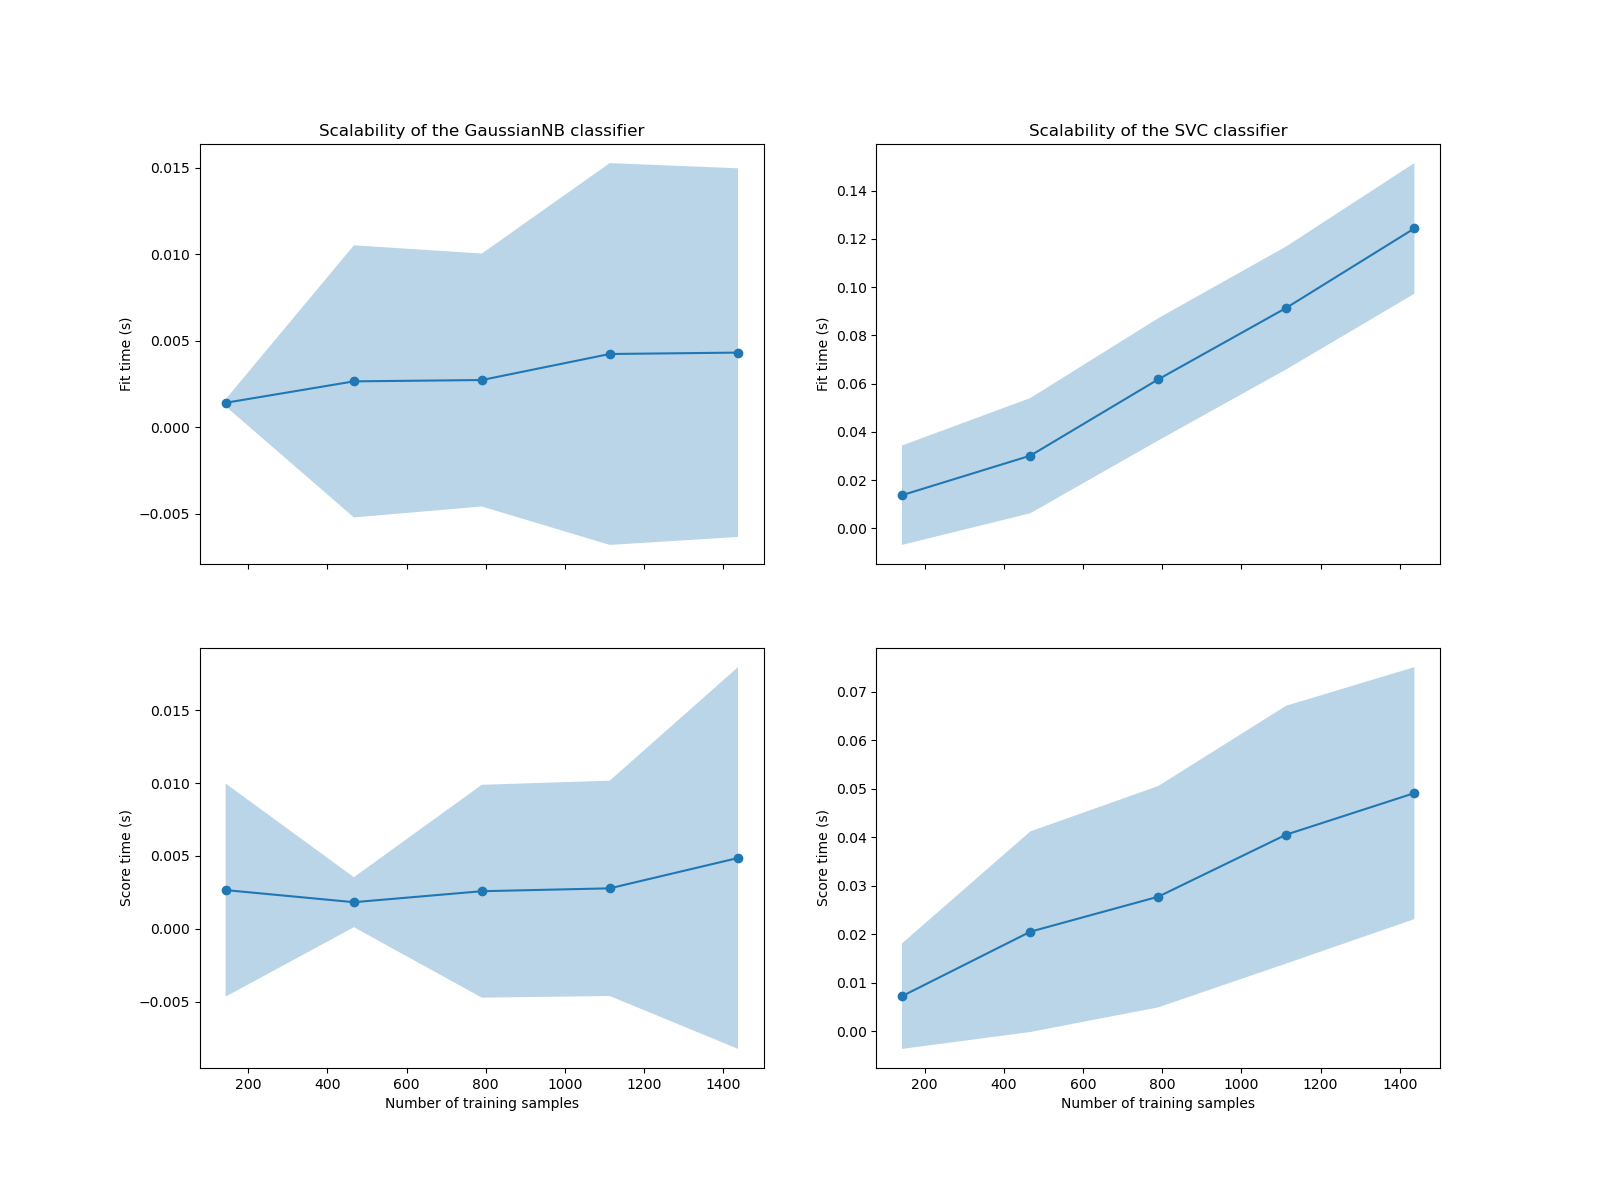 Scalability of the GaussianNB classifier
0.015
0.010
0.005
0.000
−0.005
Fit time (s)
Scalability of the SVC classifier
0.14
0.12
0.10
0.08
0.06
0.04
0.02
0.00
Fit time (s)
0.015
0.010
0.005
0.000
−0.005
Score time (s)
200 400 600 800 1000 1200 1400
Number of training samples
0.07
0.06
0.05
0.04
0.03
0.02
0.01
0.00
Score time (s)
200 400 600 800 1000 1200 1400
Number of training samples